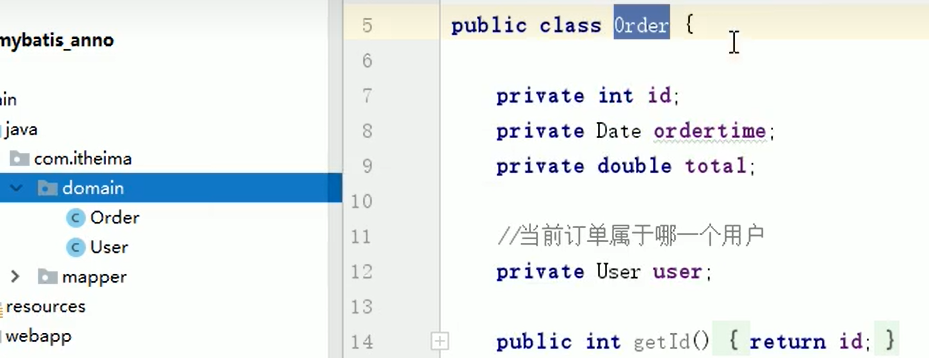 mybatis_anno
in
java
com.itheima
domain
Order
User
mapper
resources
webapp
5 public class Order {
6
7 private int id;
8 private Date ordertime;
9 private double total;
10
11 //当前订单属于哪一个用户
12 private User user;
13
14 public int getId() { return id; }